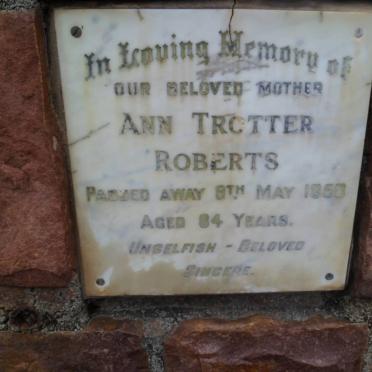 In Loving Memory of
OUR BELOVED MOTHER
ANN TROTTER
ROBERTS
PASSED AWAY 8TH MAY
AGED 84 YEARS.
UNSELFISH - BELOVED
SINCERE.